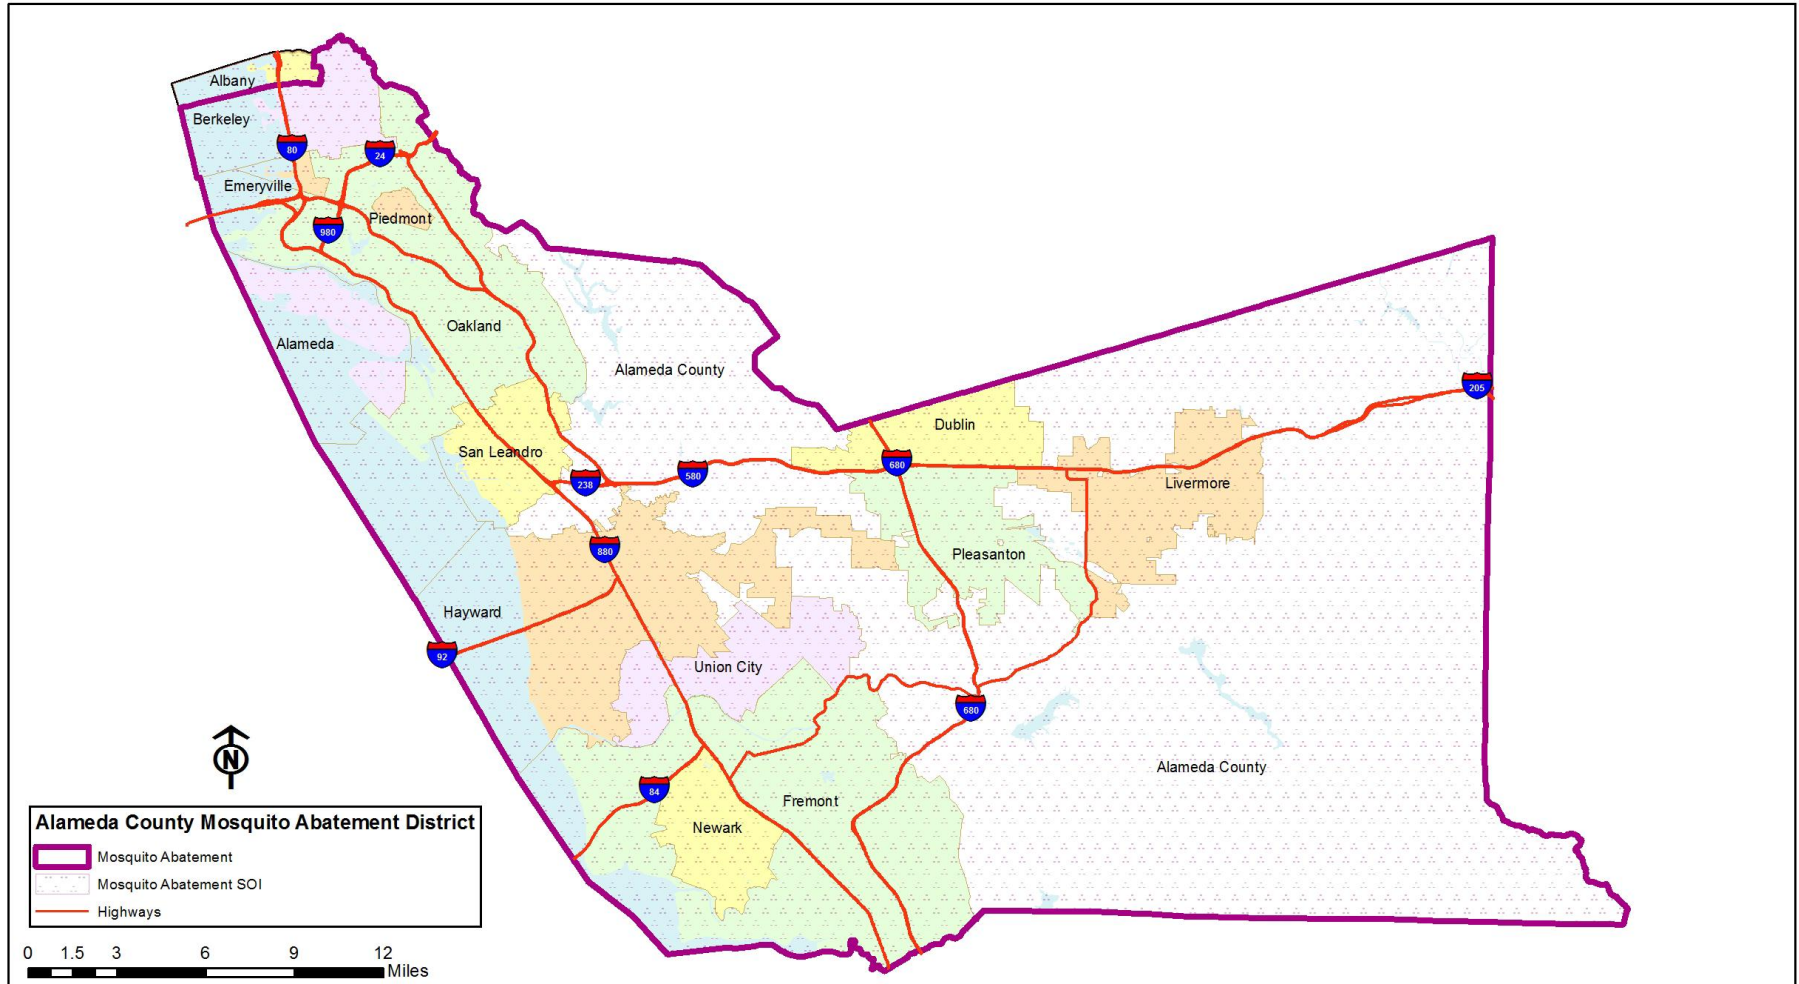 Albany
Berkeley
80
24
Emeryville
Piedmont
980
Oakland
Alameda
Alameda County
205
Dublin
San Leandro
680
238
580
Livermore
880
Pleasanton
Hayward
92
Union City
680
Alameda County
84
Fremont
Newark
N
Alameda County Mosquito Abatement District
Mosquito Abatement
Mosquito Abatement SOI
Highways
0 1.5 3 6 9 12
Miles